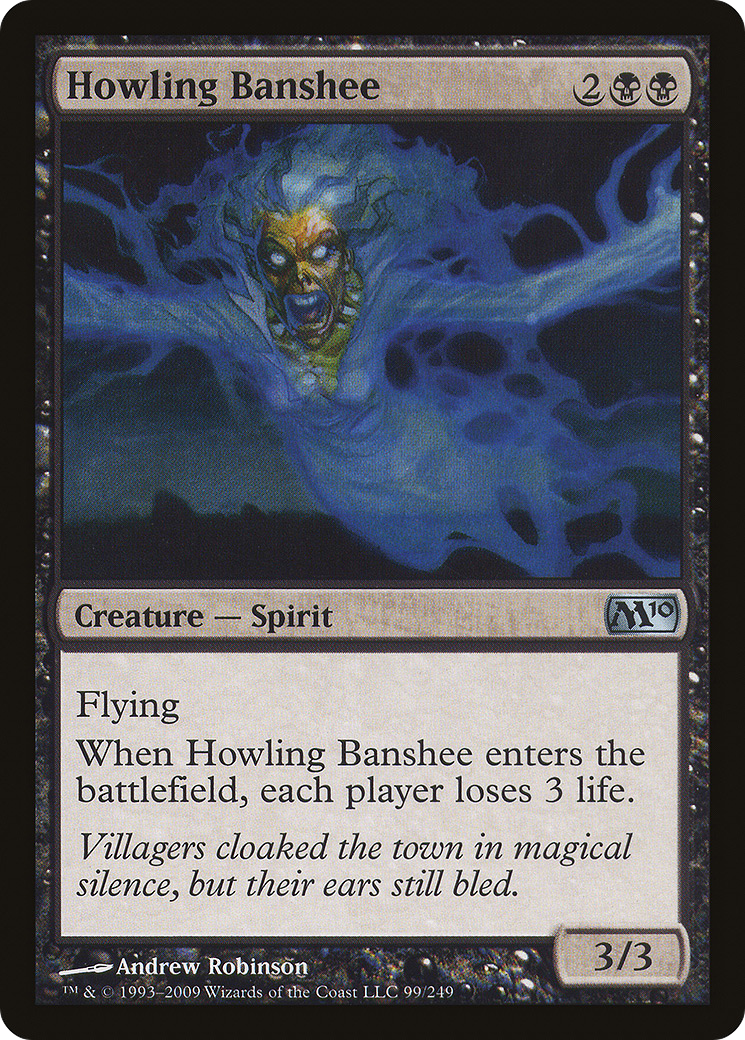 Howling Banshee 2
Creature — Spirit M10
Flying
When Howling Banshee enters the
battlefield, each player loses 3 life.
Villagers cloaked the town in magical
silence, but their ears still bled.
3/3
Andrew Robinson
™ & © 1993–2009 Wizards of the Coast LLC 99/249